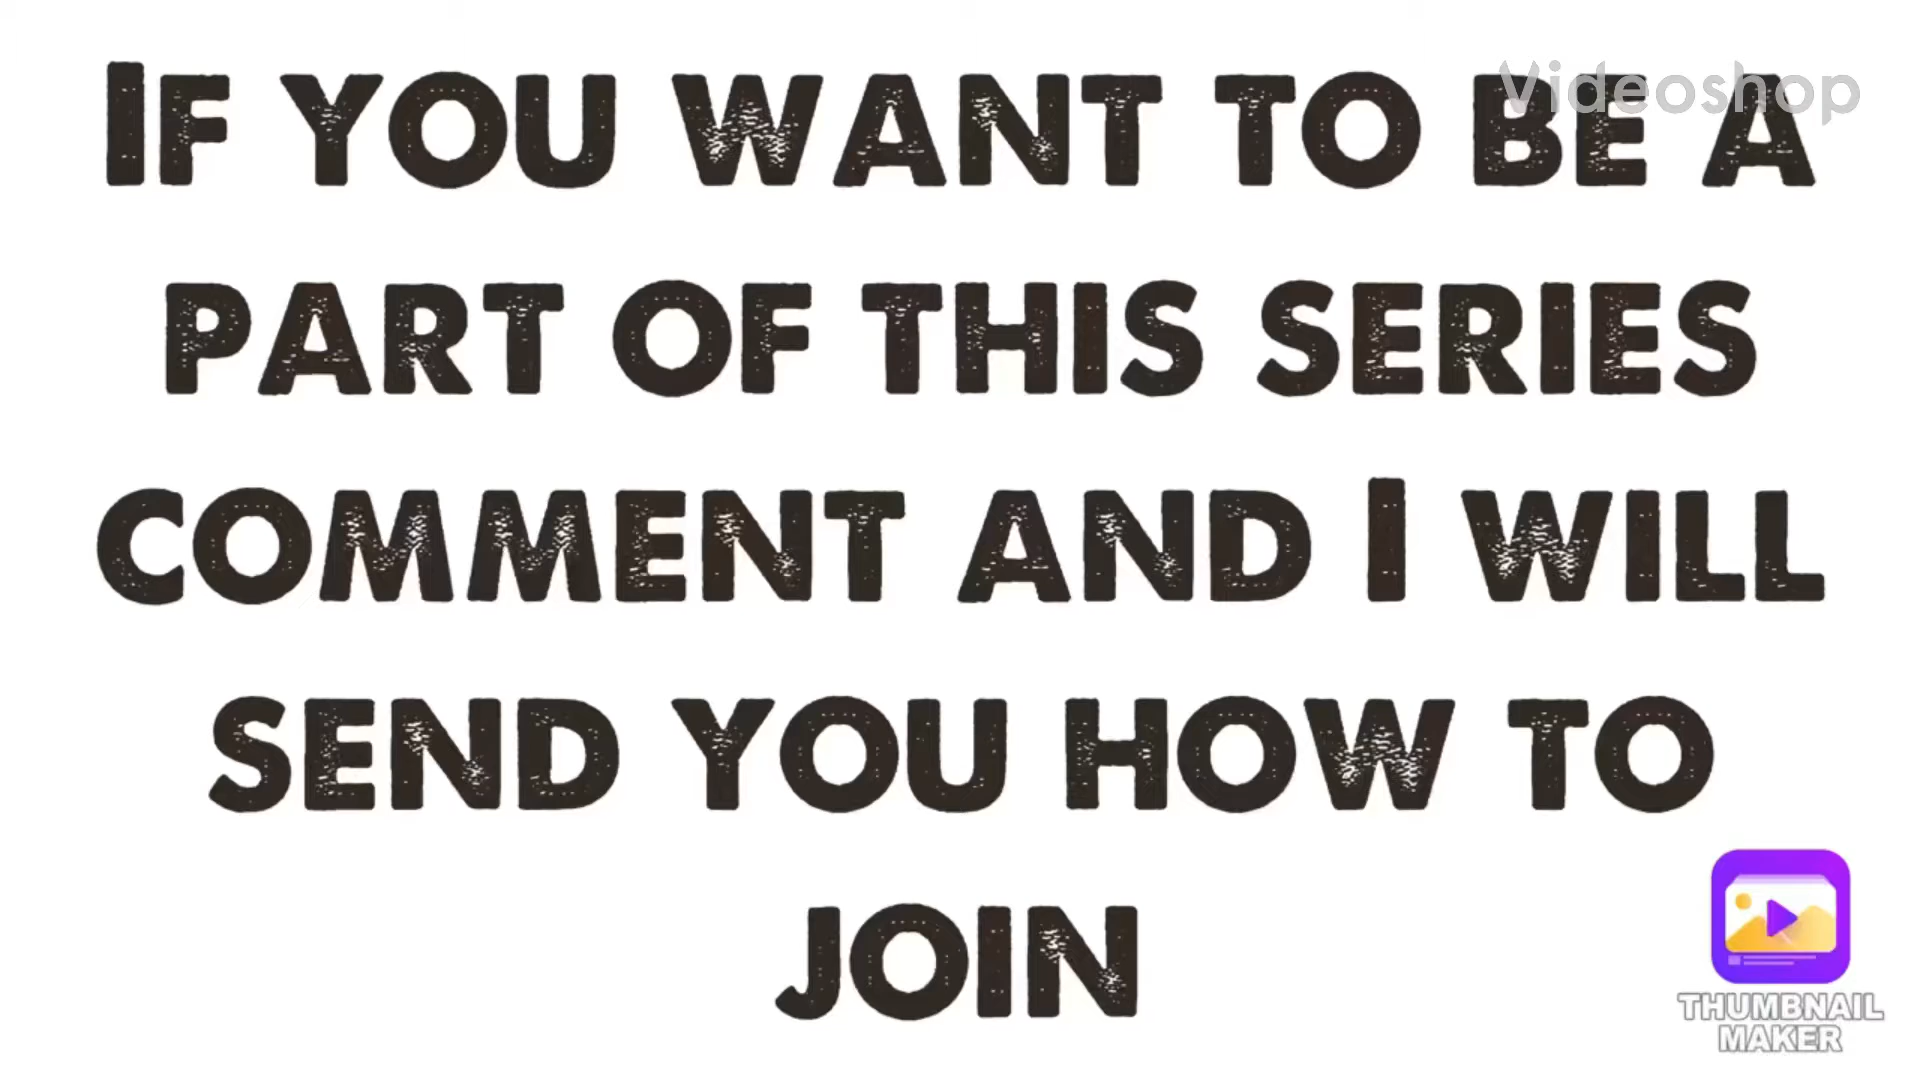 Videoshop
If you want to be a
part of this series
comment and I will
send you how to
join
THUMBNAIL
MAKER